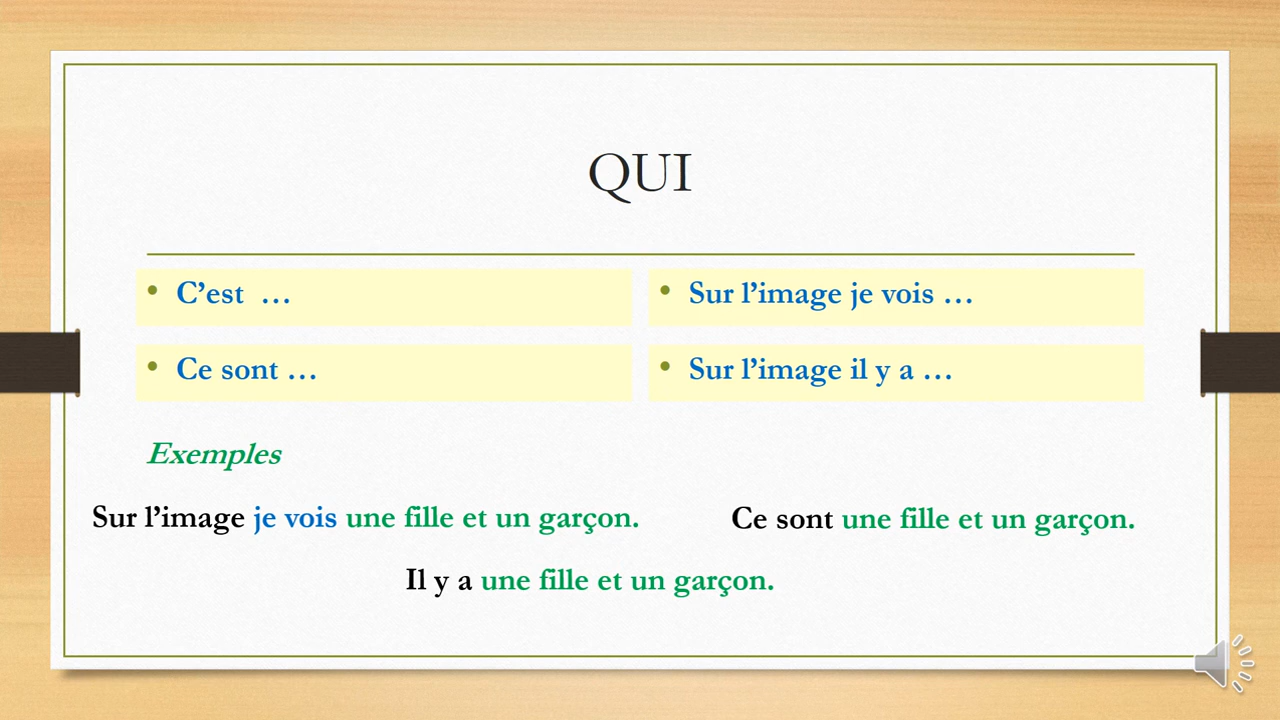 QUI
• C’est …
• Sur l’image je vois …
• Ce sont …
• Sur l’image il y a …
Exemples
Sur l’image je vois une fille et un garçon.
Ce sont une fille et un garçon.
Il y a une fille et un garçon.